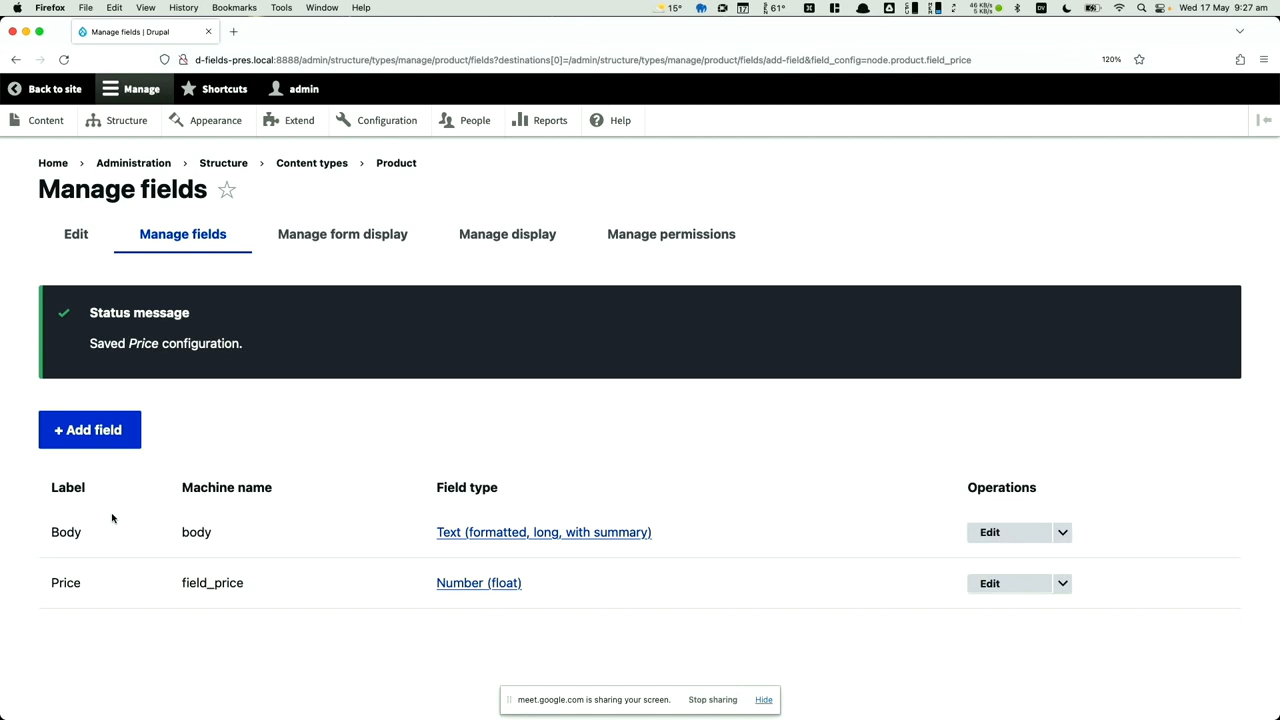 Firefox File Edit View History Bookmarks Tools Window Help 15° 61° Wed 17 May 9:27 am
Manage fields | Drupal
d-fields-pres.local:8888/admin/structure/types/manage/product/fields?destinations[0]=/admin/structure/types/manage/product/fields/add-field&field_config=node.product.field_price 120%
Back to site Manage Shortcuts admin
Content Structure Appearance Extend Configuration People Reports Help
Home › Administration › Structure › Content types › Product
Manage fields
Edit Manage fields Manage form display Manage display Manage permissions
Status message
Saved Price configuration.
+ Add field
Label Machine name Field type Operations
Body body Text (formatted, long, with summary) Edit
Price field_price Number (float) Edit
meet.google.com is sharing your screen. Stop sharing Hide